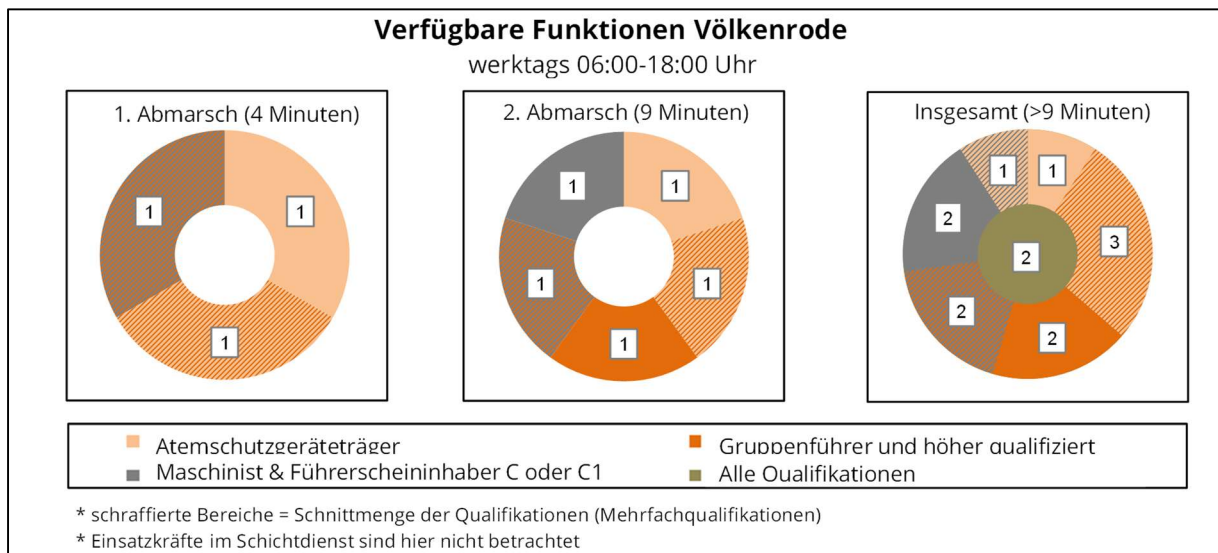 Verfügbare Funktionen Völkenrode
werktags 06:00-18:00 Uhr
1. Abmarsch (4 Minuten)
1
1
1
2. Abmarsch (9 Minuten)
1
1
1
1
1
Insgesamt (>9 Minuten)
1
1
2
3
2
2
2
Atemschutzgeräteträger
Gruppenführer und höher qualifiziert
Maschinist & Führerscheininhaber C oder C1
Alle Qualifikationen
* schraffierte Bereiche = Schnittmenge der Qualifikationen (Mehrfachqualifikationen)
* Einsatzkräfte im Schichtdienst sind hier nicht betrachtet